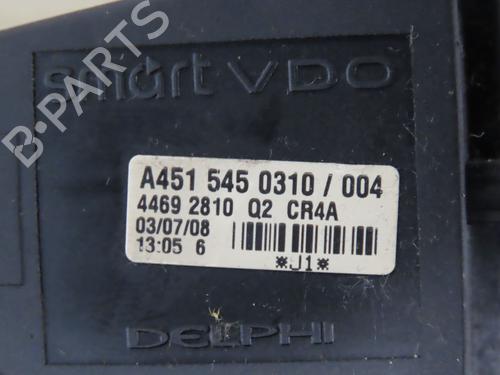 smart VDO
A451 545 0310 / 004
4469 2810 Q2 CR4A
03/07/08
13:05 6
*J1*
DELPHI
B-PARTS